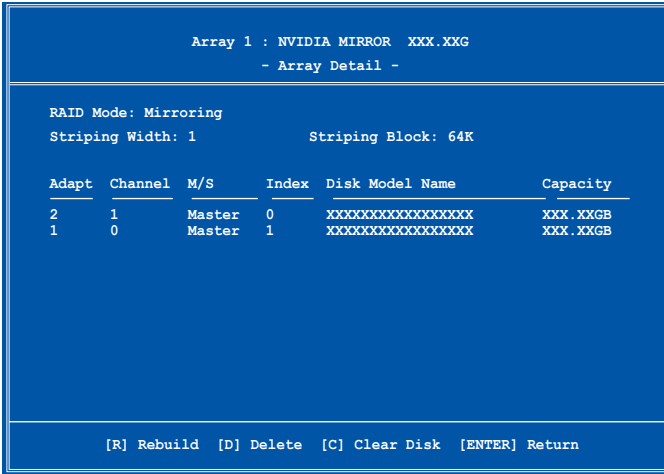 Array 1 : NVIDIA MIRROR XXX.XXG
- Array Detail -
RAID Mode: Mirroring
Striping Width: 1 Striping Block: 64K
Adapt Channel M/S Index Disk Model Name Capacity
2 1 Master 0 XXXXXXXXXXXXXXXXX XXX.XXGB
1 0 Master 1 XXXXXXXXXXXXXXXXX XXX.XXGB
[R] Rebuild [D] Delete [C] Clear Disk [ENTER] Return